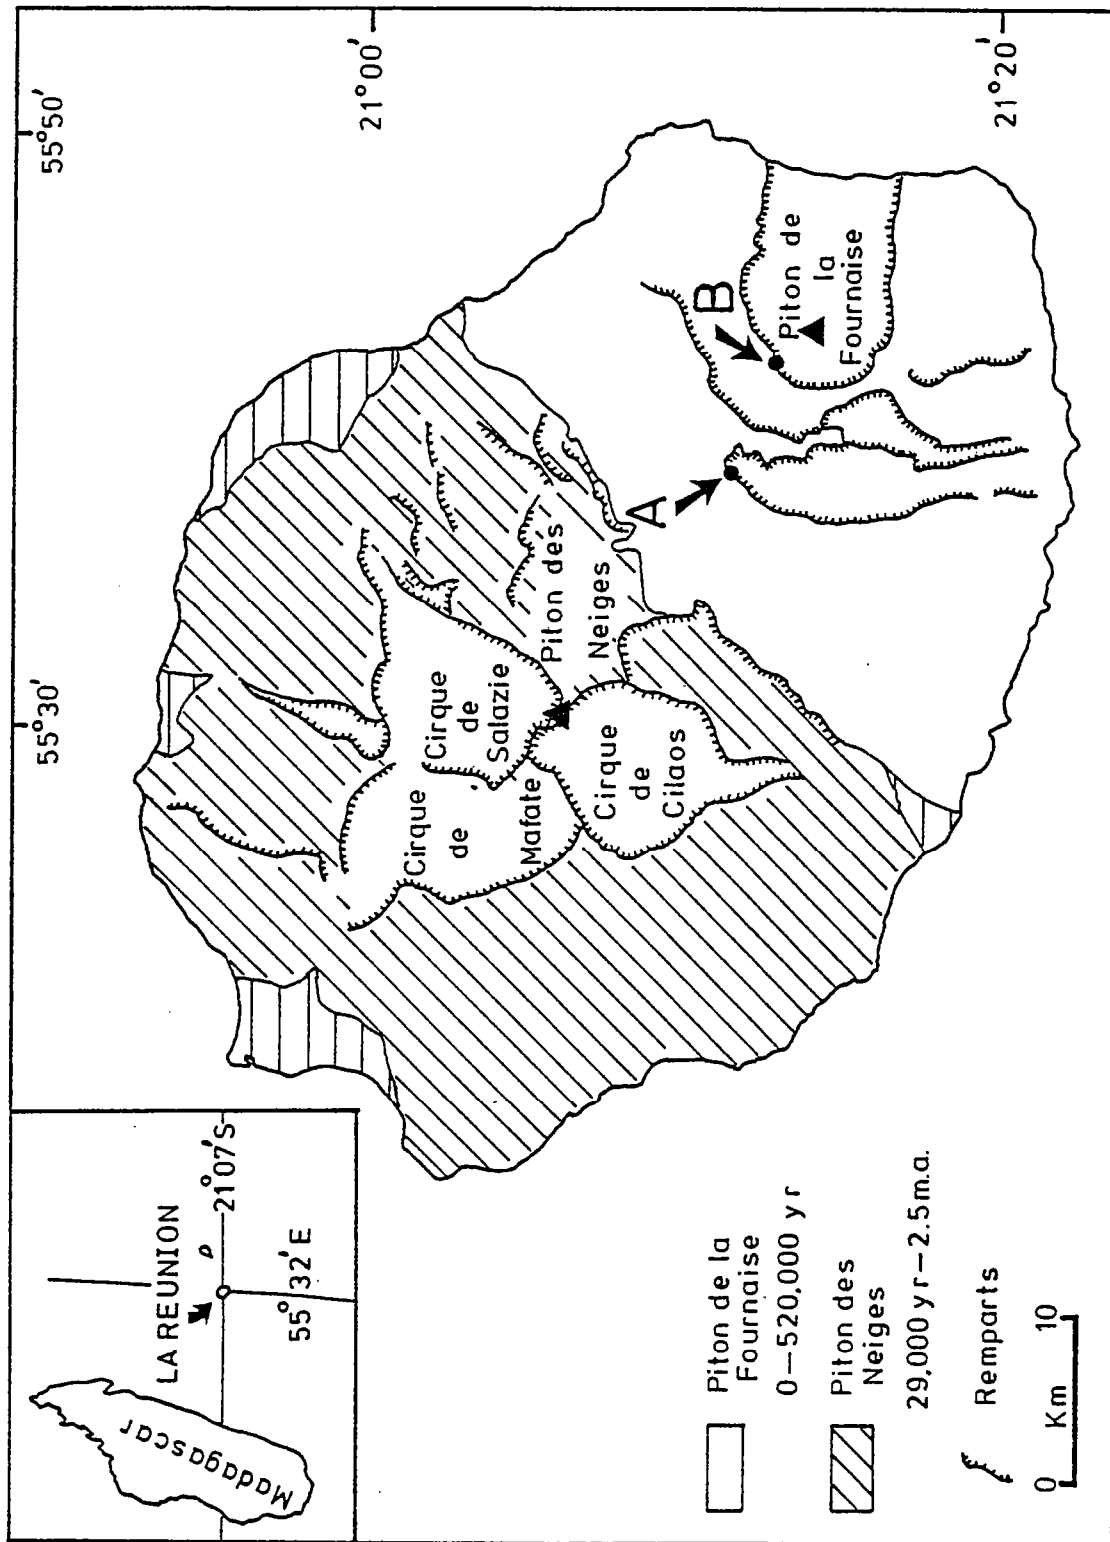 LA REUNION
21°07'S
55° 32'E
Madagascar
55°30'
55°50'
21°00'
21°20'
Cirque
de
Mafate
Cirque
de
Salazie
Cirque
de
Cilaos
Piton des
Neiges
A
B
Piton de
la
Fournaise
Piton de la
Fournaise
0–520,000 yr
Piton des
Neiges
29,000 yr–2.5m.a.
Remparts
0 Km 10